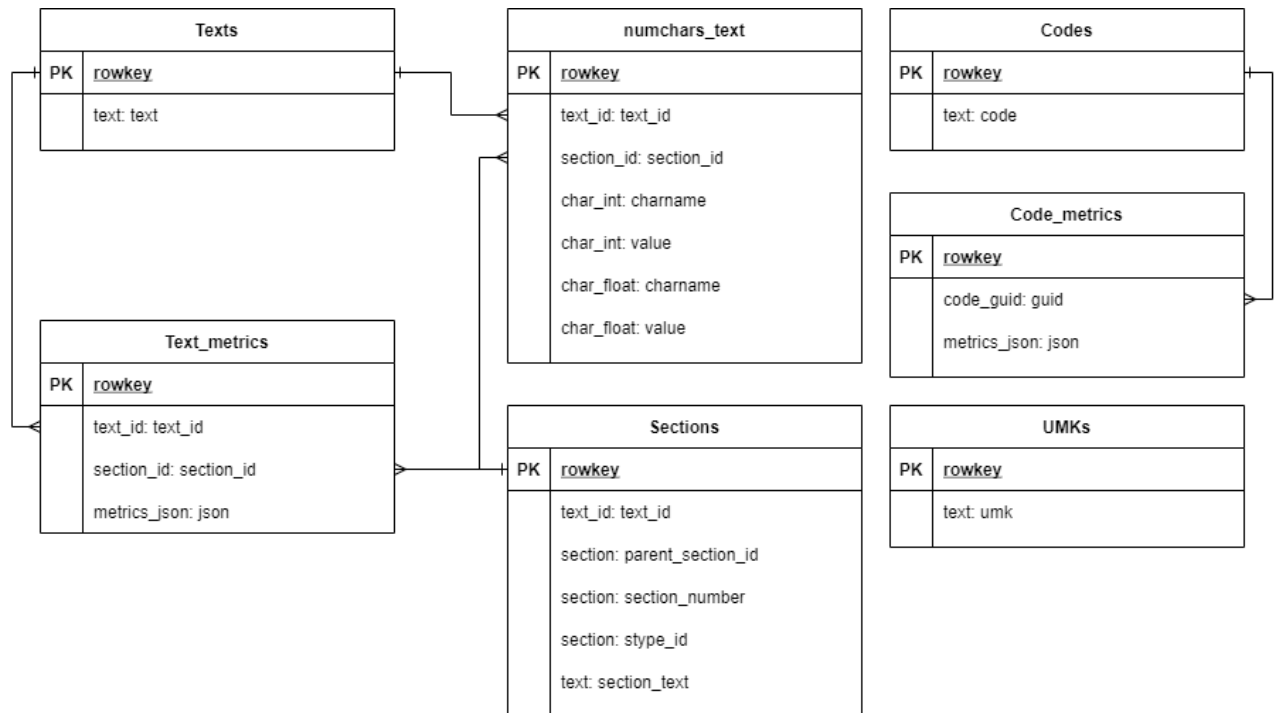 Texts
PK rowkey
text: text
numchars_text
PK rowkey
text_id: text_id
section_id: section_id
char_int: charname
char_int: value
char_float: charname
char_float: value
Codes
PK rowkey
text: code
Code_metrics
PK rowkey
code_guid: guid
metrics_json: json
Text_metrics
PK rowkey
text_id: text_id
section_id: section_id
metrics_json: json
Sections
PK rowkey
text_id: text_id
section: parent_section_id
section: section_number
section: stype_id
text: section_text
UMKs
PK rowkey
text: umk